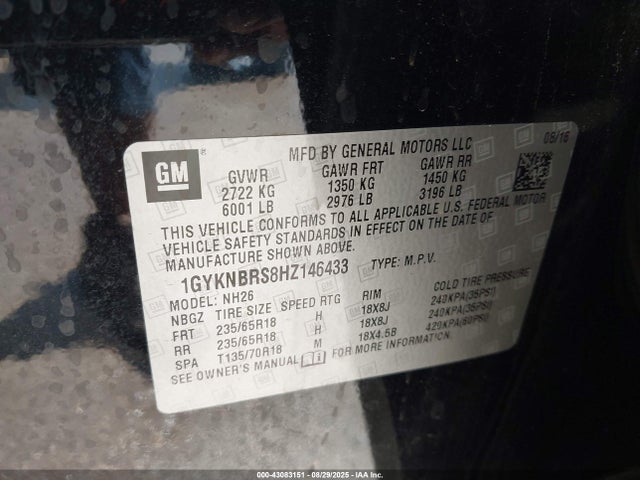 GM
MFD BY GENERAL MOTORS LLC 08/16
GVWR GAWR FRT GAWR RR
2722 KG 1350 KG 1450 KG
6001 LB 2976 LB 3196 LB
THIS VEHICLE CONFORMS TO ALL APPLICABLE U.S. FEDERAL MOTOR
VEHICLE SAFETY STANDARDS IN EFFECT ON THE DATE OF
MANUFACTURE SHOWN ABOVE.
1GYKNBRS8HZ146433 TYPE: M.P.V.
MODEL: NH26
NBGZ TIRE SIZE SPEED RTG RIM COLD TIRE PRESSURE
FRT 235/65R18 H 18X8J 240KPA(35PSI)
RR 235/65R18 H 18X8J 240KPA(35PSI)
SPA T135/70R18 M 18X4.5B 420KPA(60PSI)
SEE OWNER'S MANUAL FOR MORE INFORMATION.
000-43083151 - 08/29/2025 - IAAI.COM